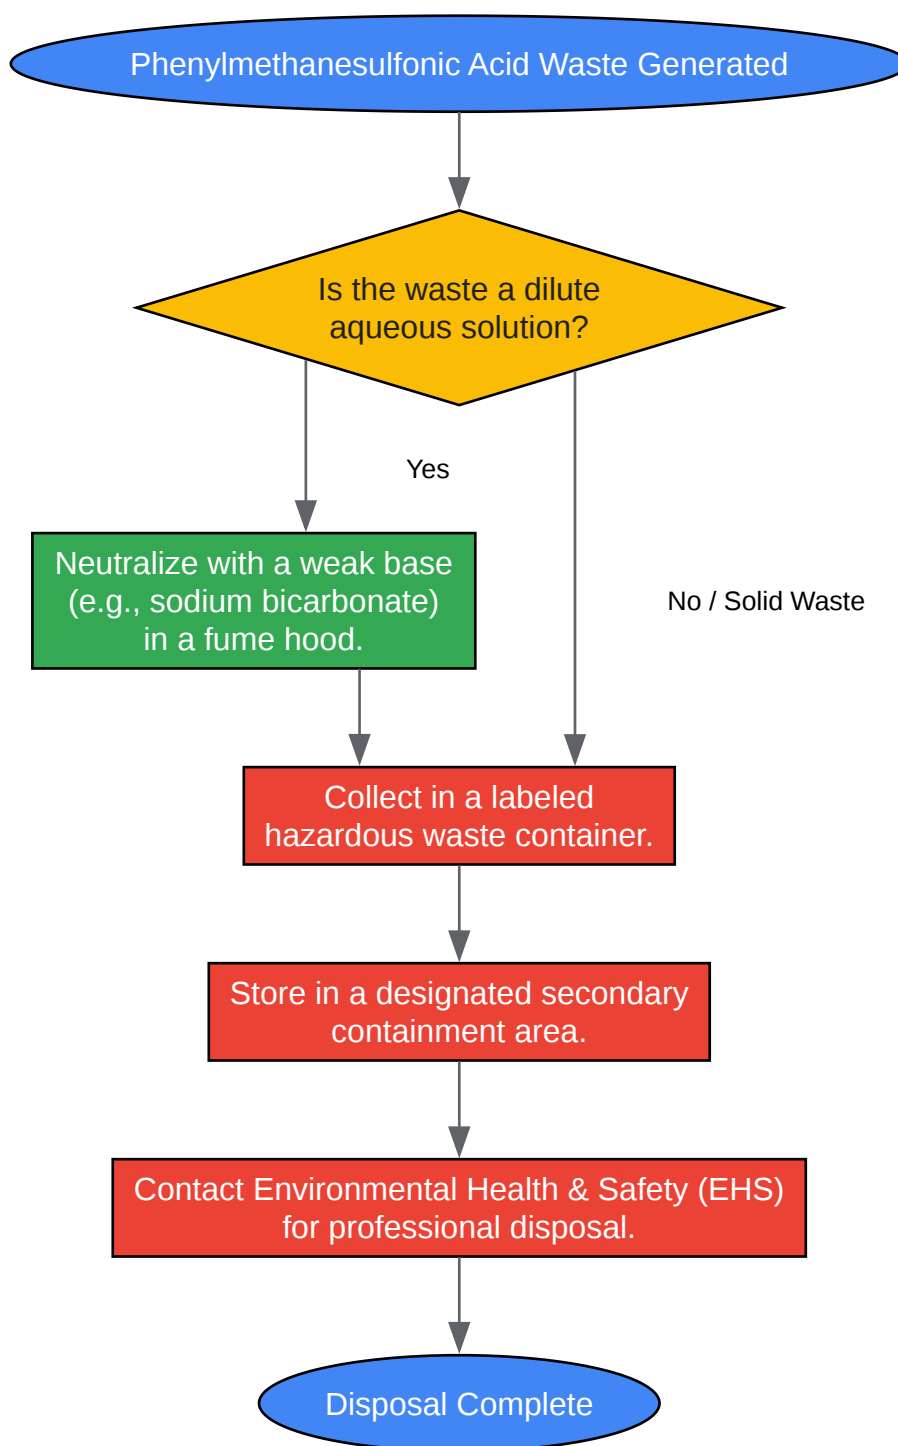 Phenylmethanesulfonic Acid Waste Generated
Is the waste a dilute
aqueous solution?
Yes
Neutralize with a weak base
(e.g., sodium bicarbonate)
in a fume hood.
No / Solid Waste
Collect in a labeled
hazardous waste container.
Store in a designated secondary
containment area.
Contact Environmental Health & Safety (EHS)
for professional disposal.
Disposal Complete